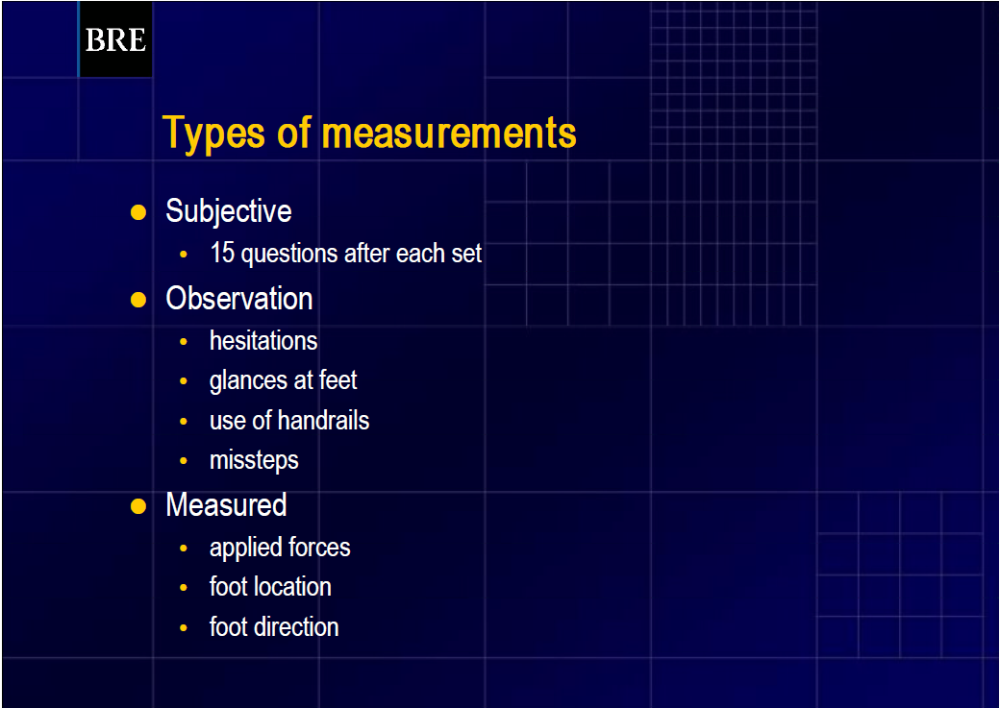 BRE
Types of measurements
Subjective
15 questions after each set
Observation
hesitations
glances at feet
use of handrails
missteps
Measured
applied forces
foot location
foot direction